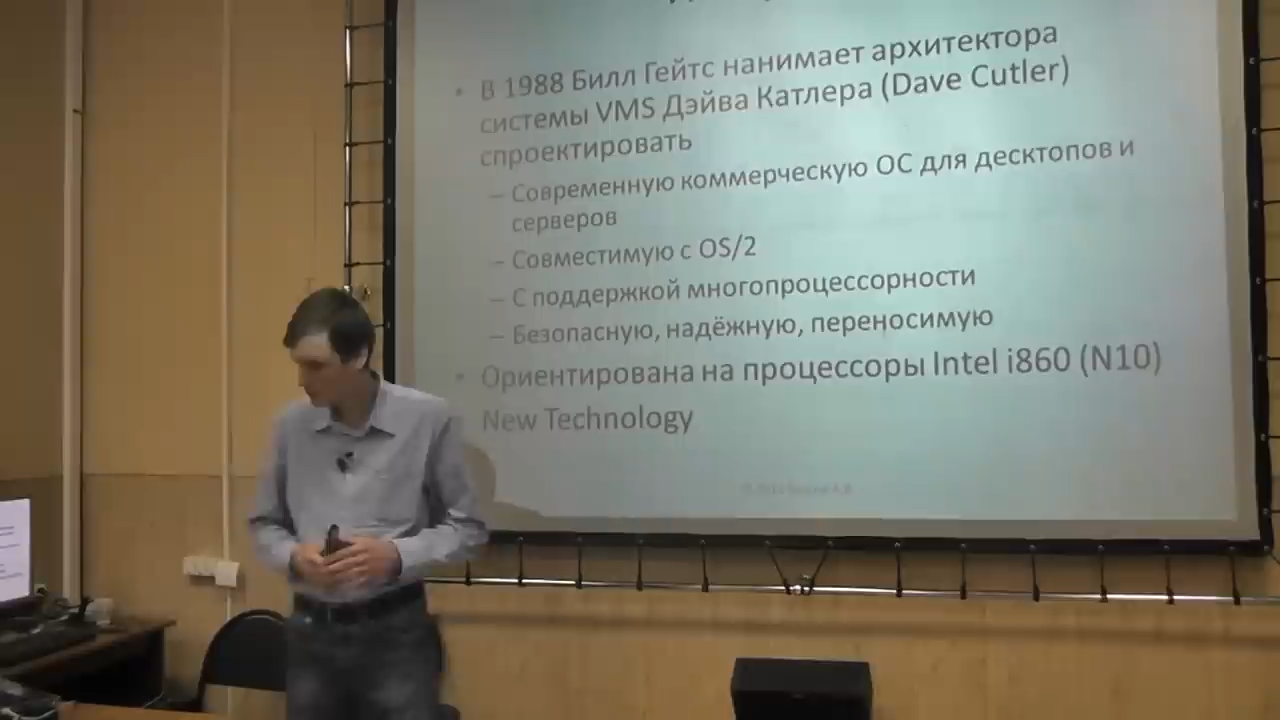 В 1988 Билл Гейтс нанимает архитектора
системы VMS Дэйва Катлера (Dave Cutler)
спроектировать
– Современную коммерческую ОС для десктопов и
серверов
– Совместимую с OS/2
– С поддержкой многопроцессорности
– Безопасную, надёжную, переносимую
Ориентирована на процессоры Intel i860 (N10)
New Technology